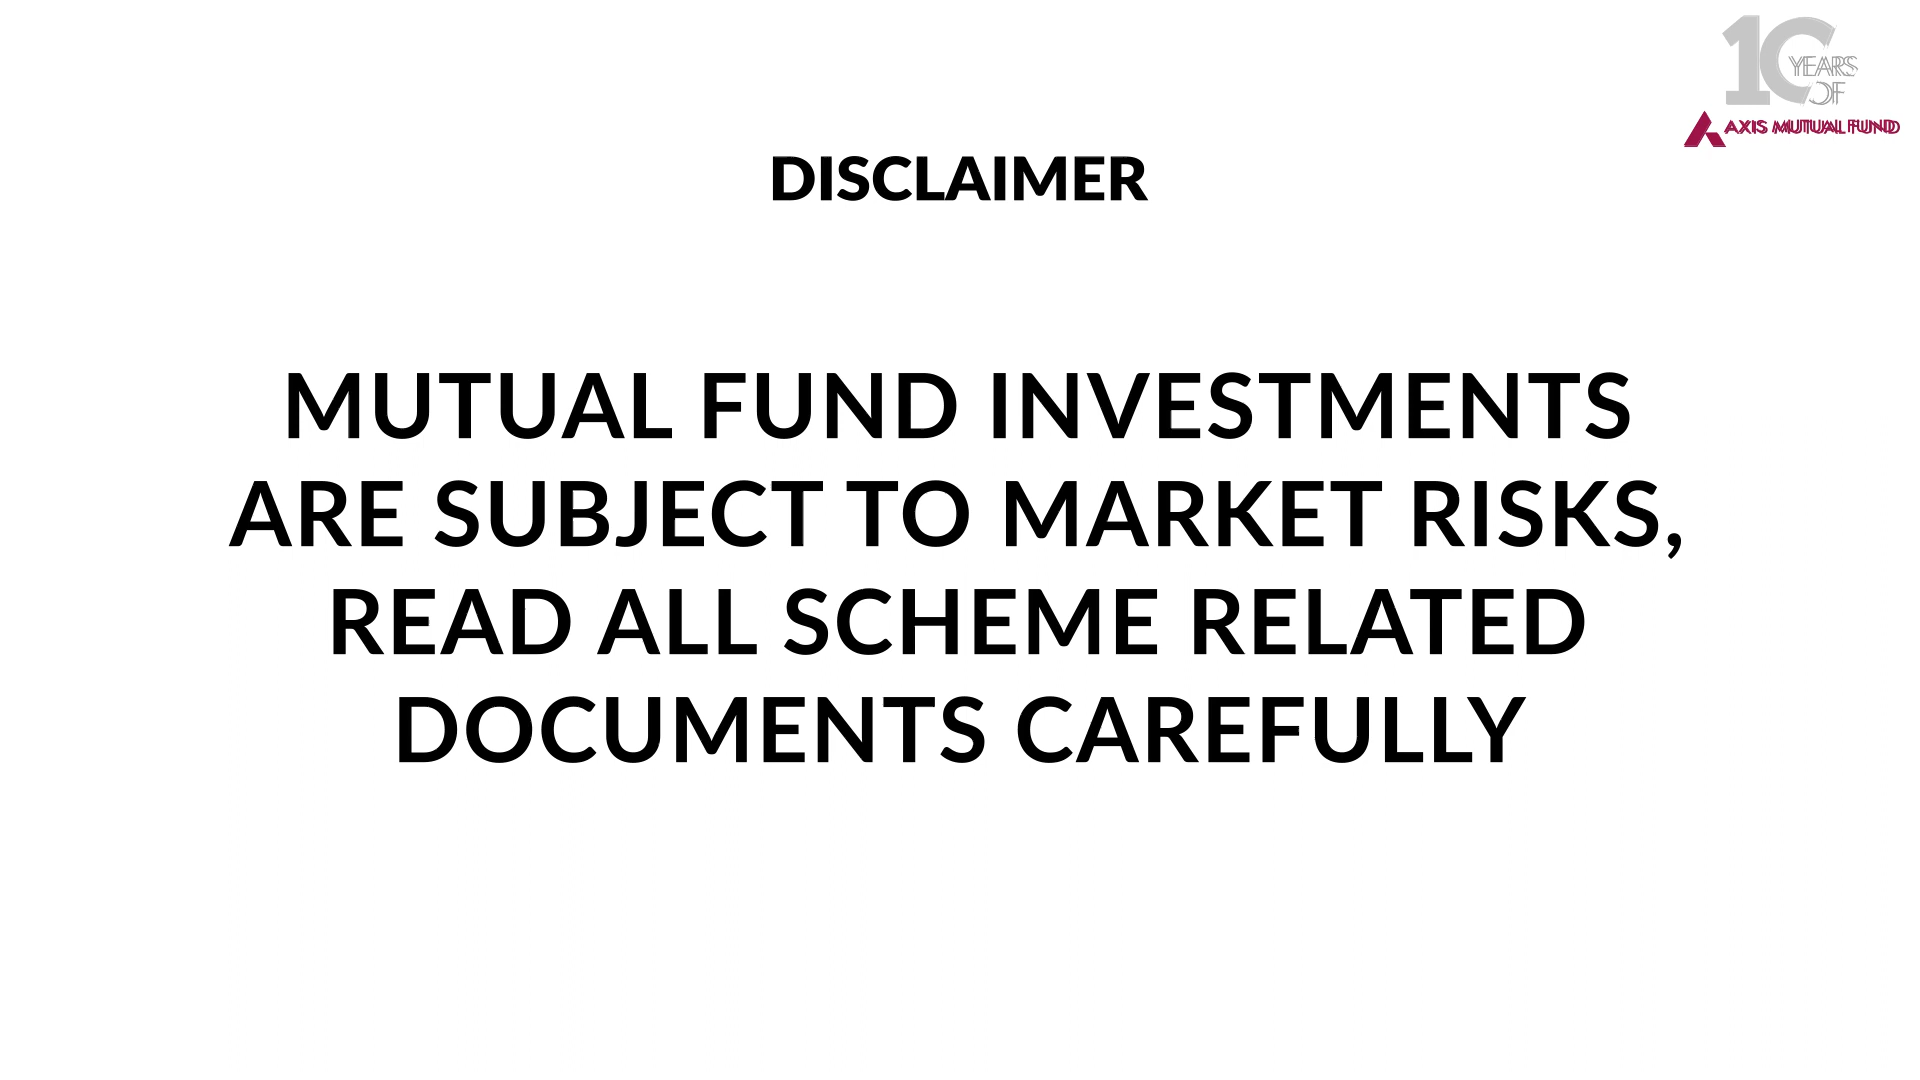 10 YEARS
OF
AXIS MUTUAL FUND
DISCLAIMER
MUTUAL FUND INVESTMENTS
ARE SUBJECT TO MARKET RISKS,
READ ALL SCHEME RELATED
DOCUMENTS CAREFULLY